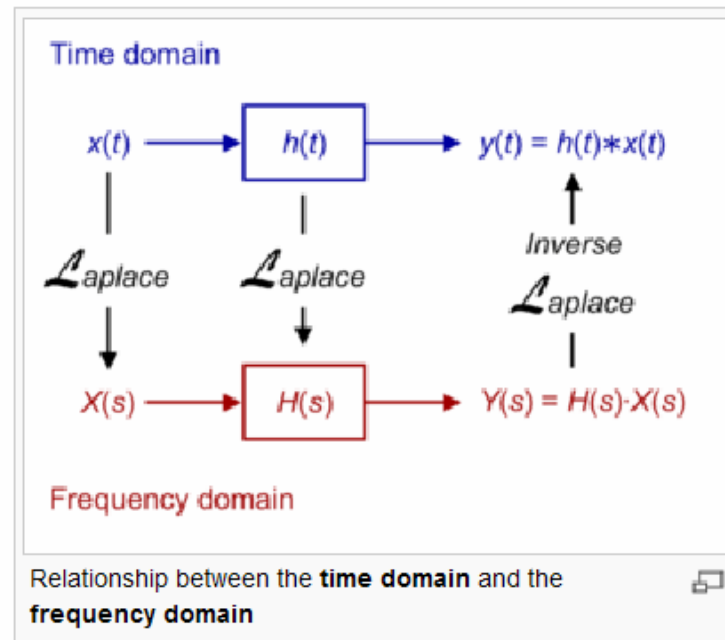 Time domain
x(t) h(t) y(t) = h(t)*x(t)
Inverse
Laplace Laplace Laplace
X(s) H(s) Y(s) = H(s)·X(s)
Frequency domain
Relationship between the time domain and the
frequency domain